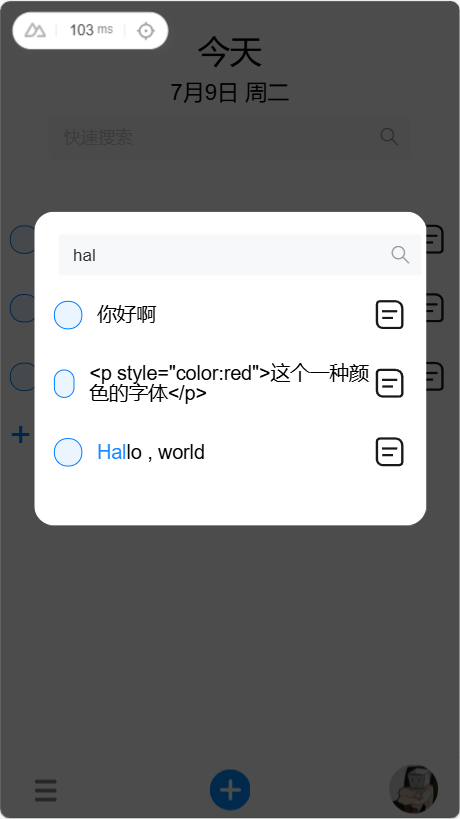 103 ms
今天
7月9日 周二
快速搜索
hal
你好啊
<p style="color:red">这个一种颜
色的字体</p>
Hallo , world